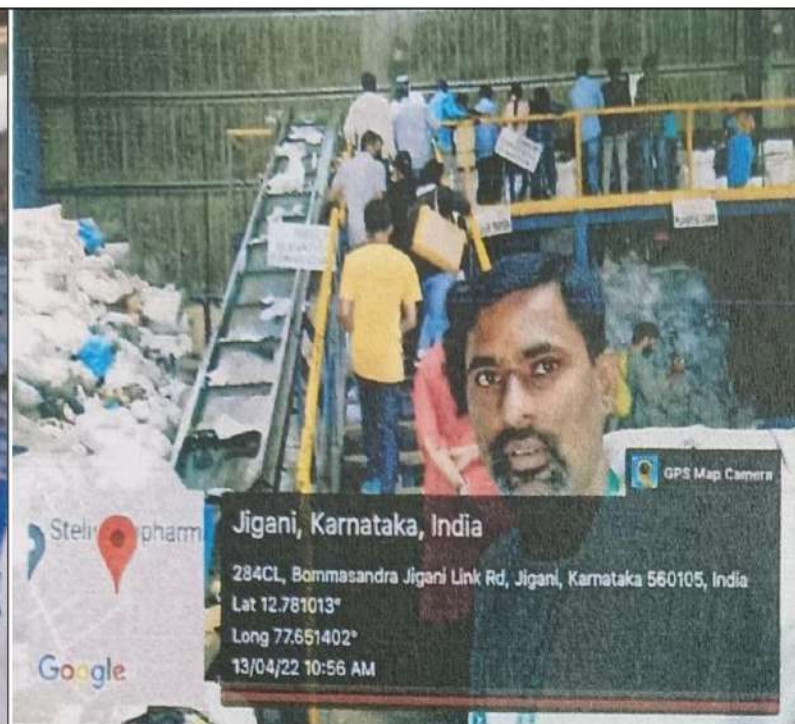 GPS Map Camera
Jigani, Karnataka, India
284CL, Bommasandra Jigani Link Rd, Jigani, Karnataka 560105, India
Lat 12.781013°
Long 77.651402°
13/04/22 10:56 AM
Google